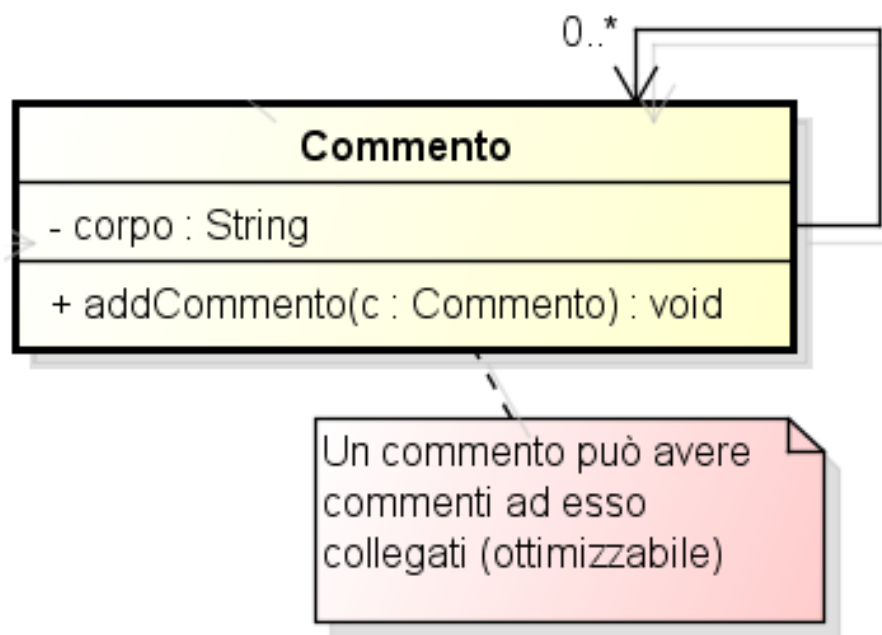 0..*
Commento
- corpo : String
+ addCommento(c : Commento) : void
Un commento può avere
commenti ad esso
collegati (ottimizzabile)